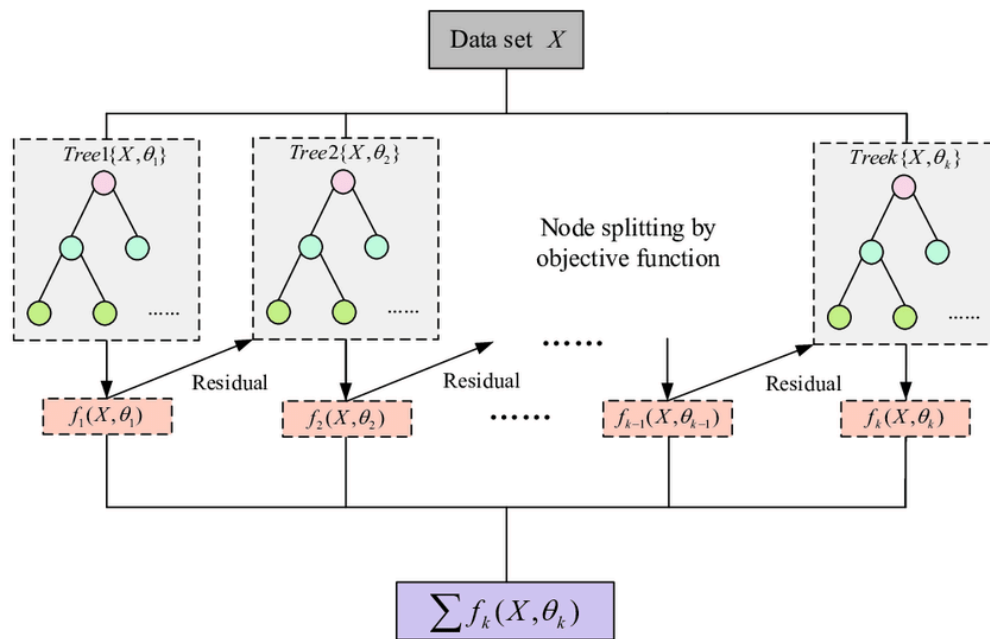 Data set X
Tree1{X,θ₁}
Tree2{X,θ₂}
Treek{X,θₖ}
Node splitting by
objective function
......
......
......
......
Residual
Residual
Residual
f₁(X,θ₁)
f₂(X,θ₂)
......
fₖ₋₁(X,θₖ₋₁)
fₖ(X,θₖ)
∑fₖ(X,θₖ)